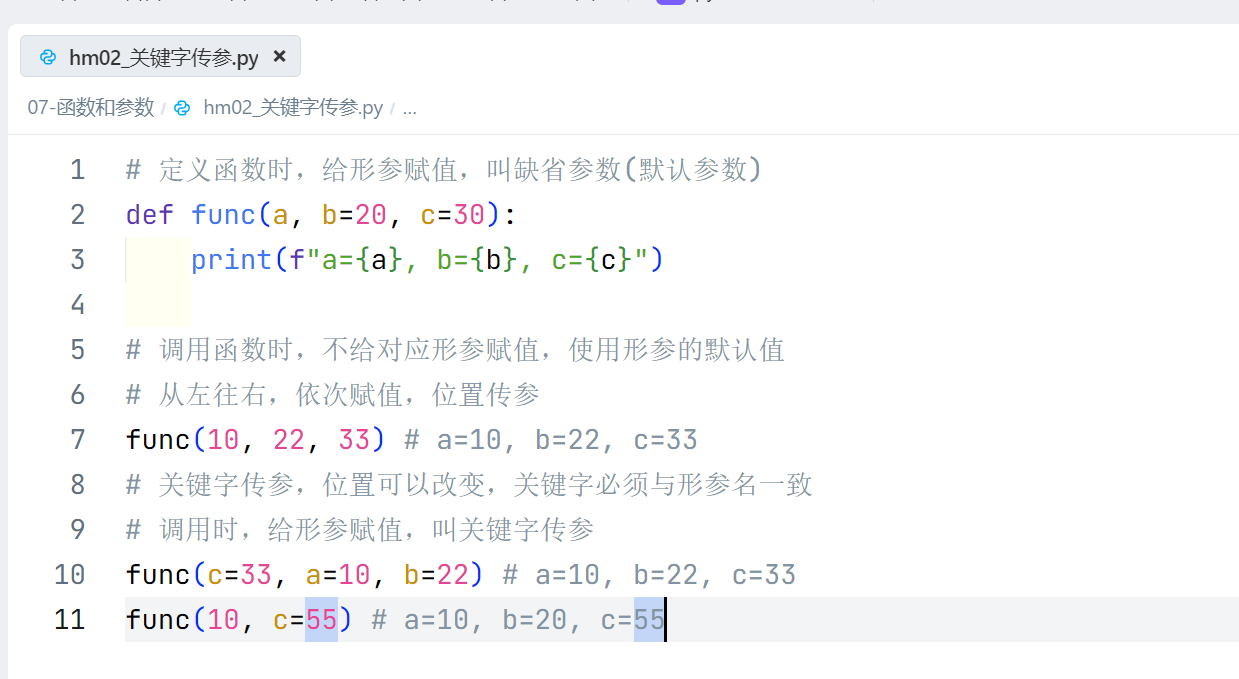 hm02_关键字传参.py ×
07-函数和参数 / hm02_关键字传参.py / ...
1 # 定义函数时，给形参赋值，叫缺省参数(默认参数)
2 def func(a, b=20, c=30):
3     print(f"a={a}, b={b}, c={c}")
4
5 # 调用函数时，不给对应形参赋值，使用形参的默认值
6 # 从左往右，依次赋值，位置传参
7 func(10, 22, 33) # a=10, b=22, c=33
8 # 关键字传参，位置可以改变，关键字必须与形参名一致
9 # 调用时，给形参赋值，叫关键字传参
10 func(c=33, a=10, b=22) # a=10, b=22, c=33
11 func(10, c=55) # a=10, b=20, c=55